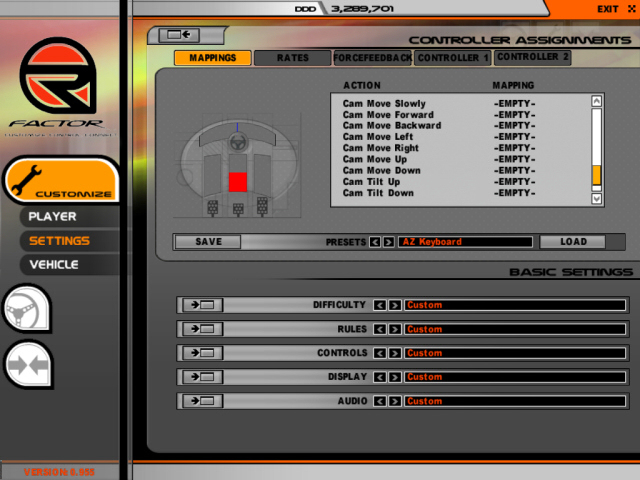 DDD 3,289,701 EXIT
CONTROLLER ASSIGNMENTS
MAPPINGS RATES FORCEFEEDBACK CONTROLLER 1 CONTROLLER 2
ACTION MAPPING
Cam Move Slowly -EMPTY-
Cam Move Forward -EMPTY-
Cam Move Backward -EMPTY-
Cam Move Left -EMPTY-
Cam Move Right -EMPTY-
Cam Move Up -EMPTY-
Cam Move Down -EMPTY-
Cam Tilt Up -EMPTY-
Cam Tilt Down -EMPTY-
FACTOR
CUSTOMIZE
PLAYER
SETTINGS
VEHICLE
SAVE PRESETS AZ Keyboard LOAD
BASIC SETTINGS
DIFFICULTY Custom
RULES Custom
CONTROLS Custom
DISPLAY Custom
AUDIO Custom